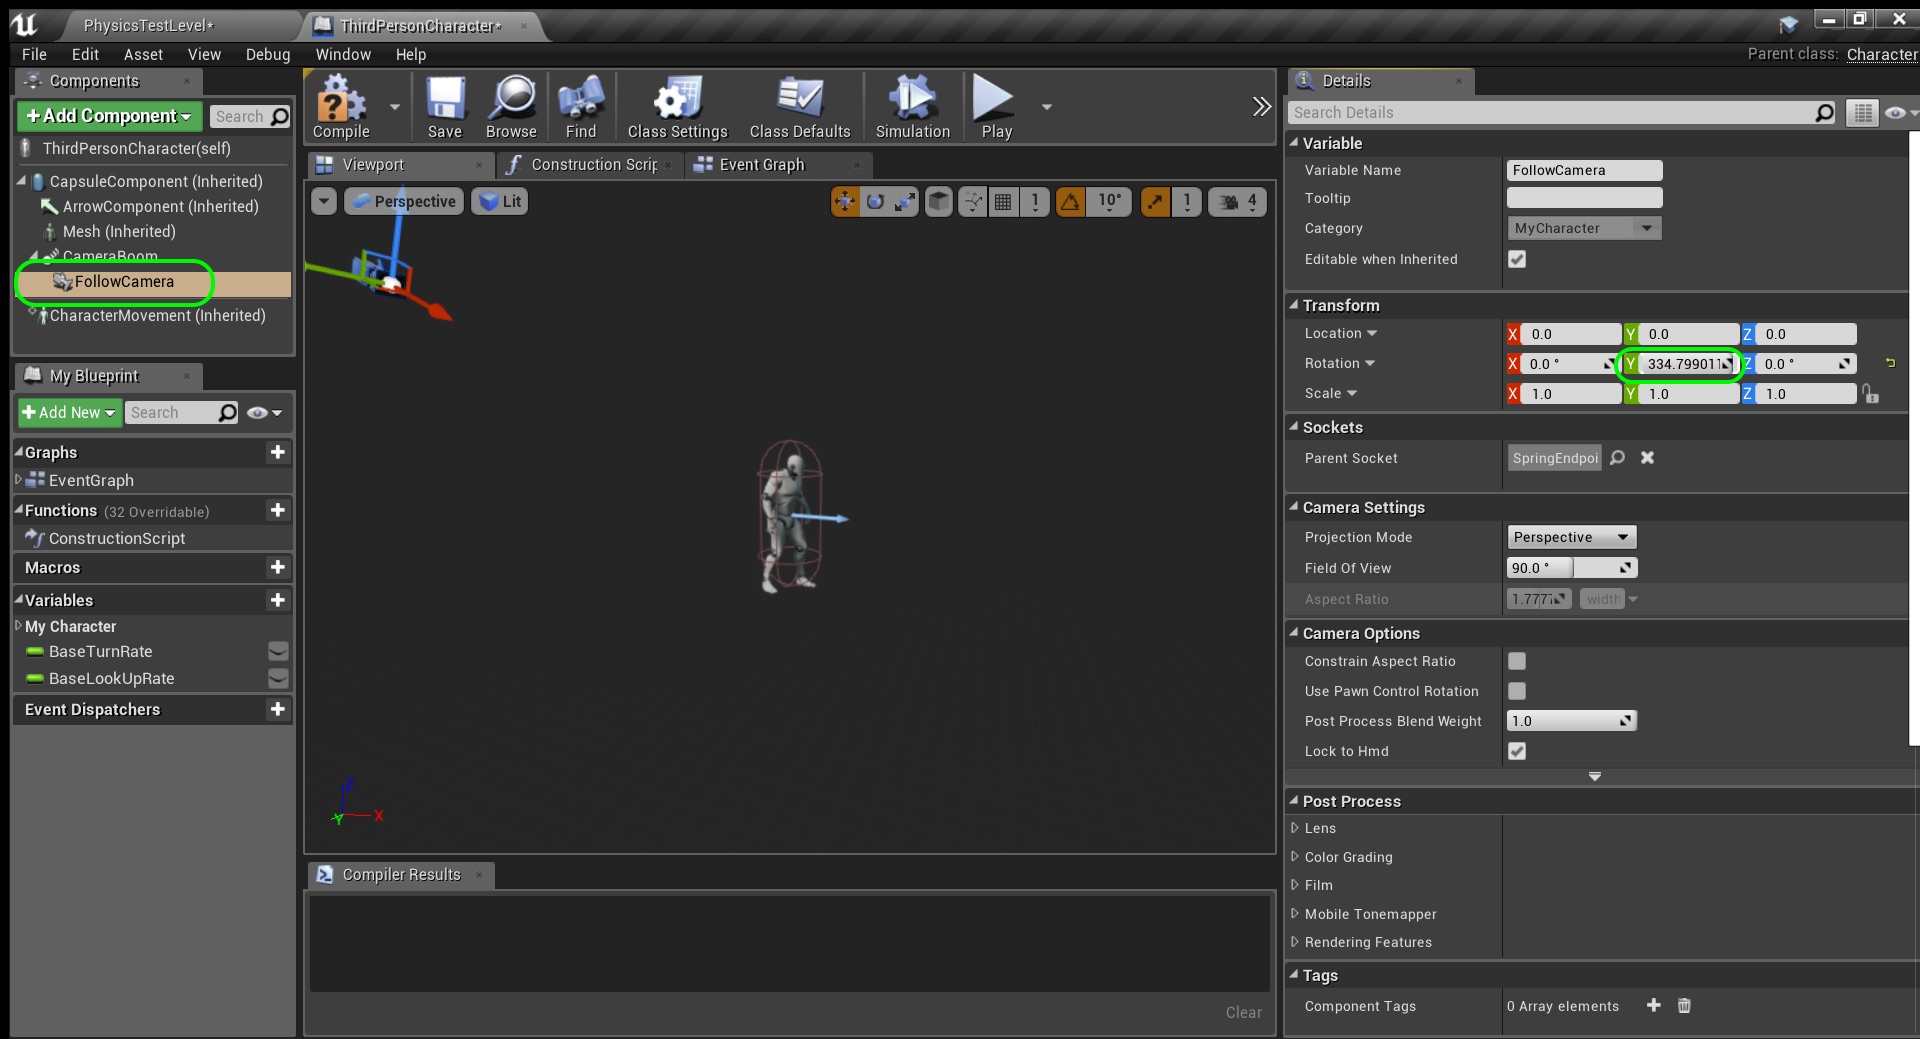 PhysicsTestLevel*
ThirdPersonCharacter*
File Edit Asset View Debug Window Help
Parent class: Character
Components
+Add Component
Search
ThirdPersonCharacter(self)
CapsuleComponent (Inherited)
ArrowComponent (Inherited)
Mesh (Inherited)
CameraBoom
FollowCamera
CharacterMovement (Inherited)
My Blueprint
+Add New
Search
Graphs
EventGraph
Functions (32 Overridable)
ConstructionScript
Macros
Variables
My Character
BaseTurnRate
BaseLookUpRate
Event Dispatchers
Compile
Save
Browse
Find
Class Settings
Class Defaults
Simulation
Play
Viewport
Construction Scrip
Event Graph
Perspective
Lit
1
10°
1
4
Z
X
Y
Compiler Results
Clear
Details
Search Details
Variable
Variable Name FollowCamera
Tooltip
Category MyCharacter
Editable when Inherited
Transform
Location X 0.0 Y 0.0 Z 0.0
Rotation X 0.0 ° Y 334.799011 Z 0.0 °
Scale X 1.0 Y 1.0 Z 1.0
Sockets
Parent Socket SpringEndpoi
Camera Settings
Projection Mode Perspective
Field Of View 90.0 °
Aspect Ratio 1.7777 width
Camera Options
Constrain Aspect Ratio
Use Pawn Control Rotation
Post Process Blend Weight 1.0
Lock to Hmd
Post Process
Lens
Color Grading
Film
Mobile Tonemapper
Rendering Features
Tags
Component Tags 0 Array elements